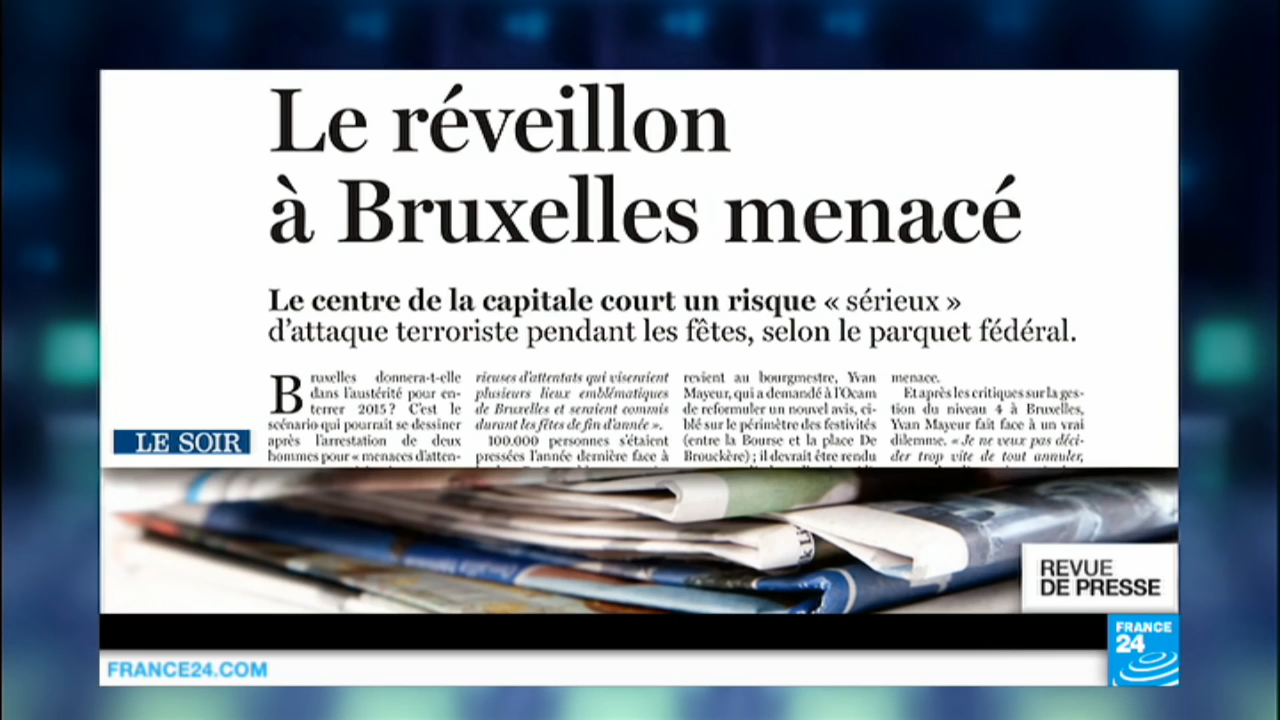 Le réveillon
à Bruxelles menacé
Le centre de la capitale court un risque « sérieux »
d'attaque terroriste pendant les fêtes, selon le parquet fédéral.
Bruxelles donnera-t-elle
dans l'austérité pour en-
terrer 2015 ? C'est le
scénario qui pourrait se dessiner
après l'arrestation de deux
hommes pour « menaces d'atten-
rieuses d'attentats qui viseraient
plusieurs lieux emblématiques
de Bruxelles et seraient commis
durant les fêtes de fin d'année ».
100.000 personnes s'étaient
pressées l'année dernière face à
revient au bourgmestre, Yvan
Mayeur, qui a demandé à l'Ocam
de reformuler un nouvel avis, ci-
blé sur le périmètre des festivités
(entre la Bourse et la place De
Brouckère) ; il devrait être rendu
menace.
Et après les critiques sur la ges-
tion du niveau 4 à Bruxelles,
Yvan Mayeur fait face à un vrai
dilemme. « Je ne veux pas déci-
der trop vite de tout annuler,
LE SOIR
REVUE
DE PRESSE
FRANCE
24
FRANCE24.COM